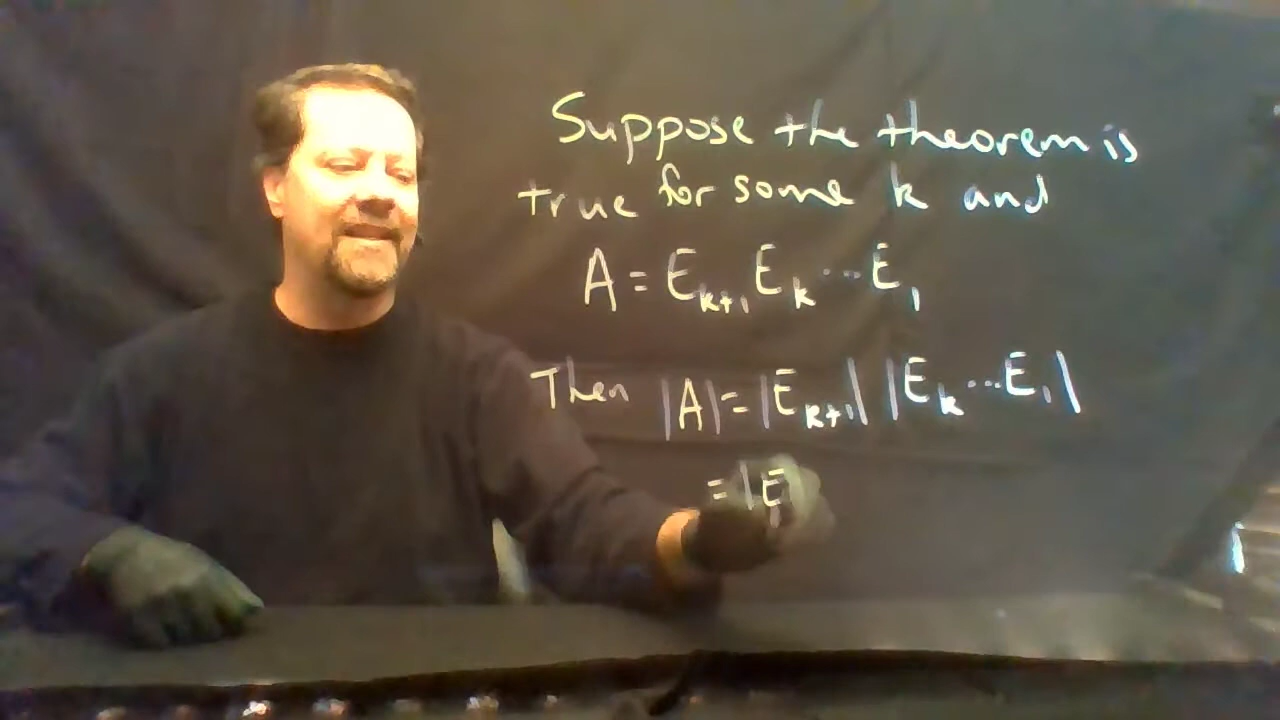 Suppose the theorem is
true for some k and
A = E_{k+1} E_k ... E_1
Then |A| = |E_{k+1}| |E_k ... E_1|
= |E